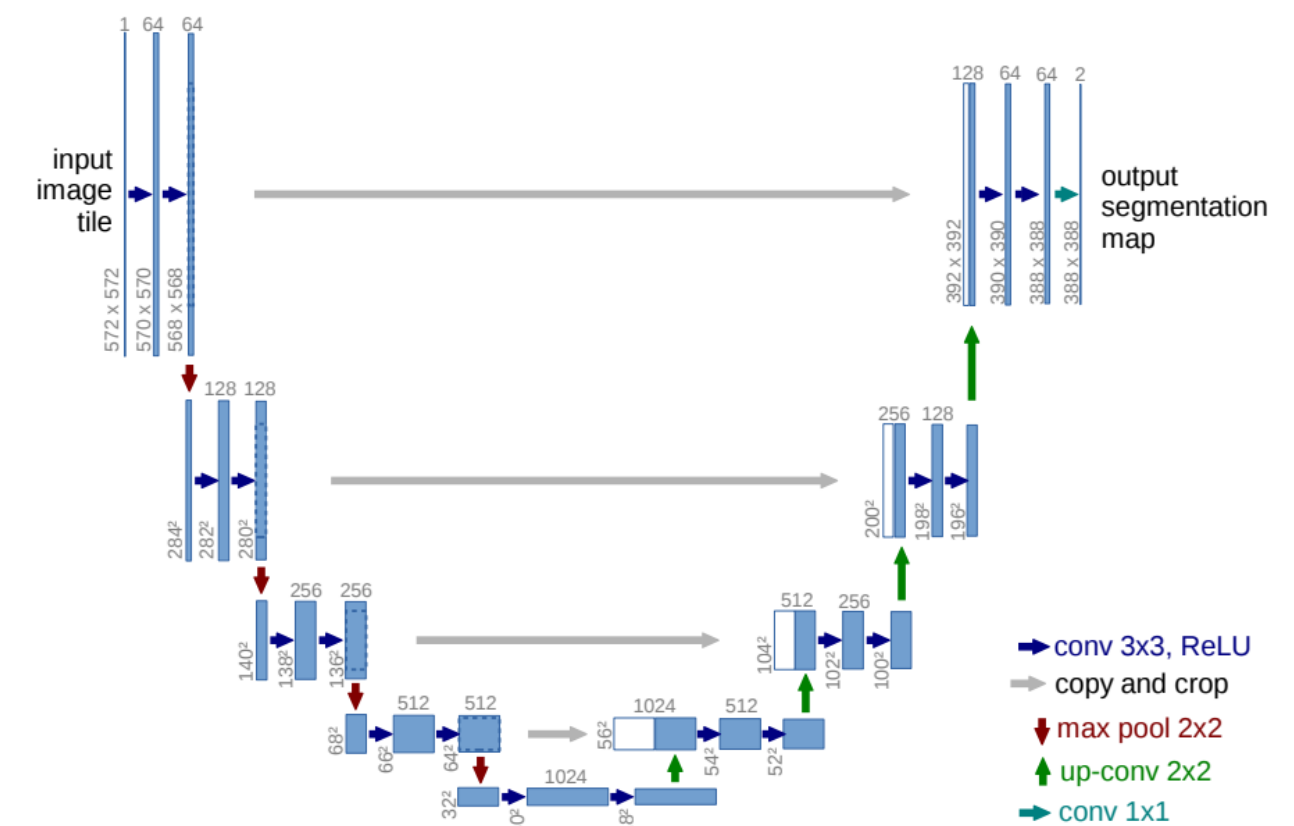 1 64 64
128
64 64 2
input
image
tile
572 x 572
570 x 570
568 x 568
392 x 392
390 x 390
388 x 388
388 x 388
output
segmentation
map
128 128
284²
282²
280²
256 128
200²
198²
196²
256 256
140²
138²
136²
512 256
104²
102²
100²
512 512
68²
66²
64²
1024 512
56²
54²
52²
1024
32²
0²
8²
conv 3x3, ReLU
copy and crop
max pool 2x2
up-conv 2x2
conv 1x1